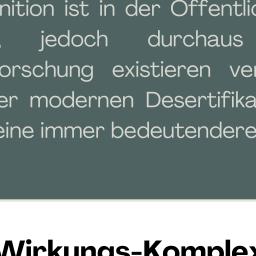 nition ist in der Öffentlic
, jedoch durchaus
orschung existieren ver
er modernen Desertifika
eine immer bedeutendere
Wirkungs-Komplex